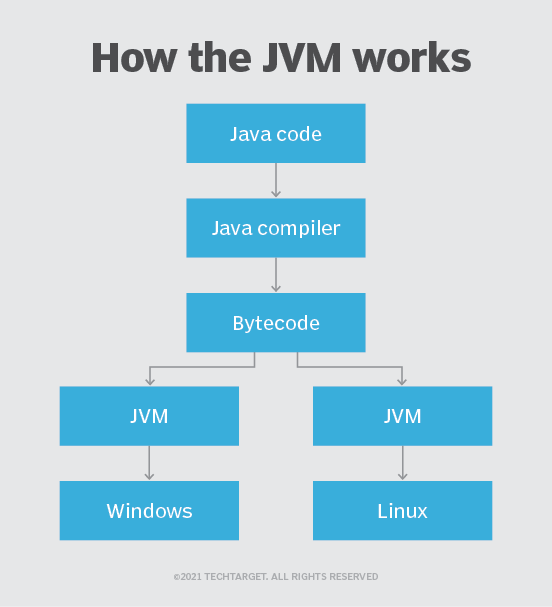 How the JVM works
Java code
Java compiler
Bytecode
JVM
JVM
Windows
Linux
©2021 TECHTARGET. ALL RIGHTS RESERVED